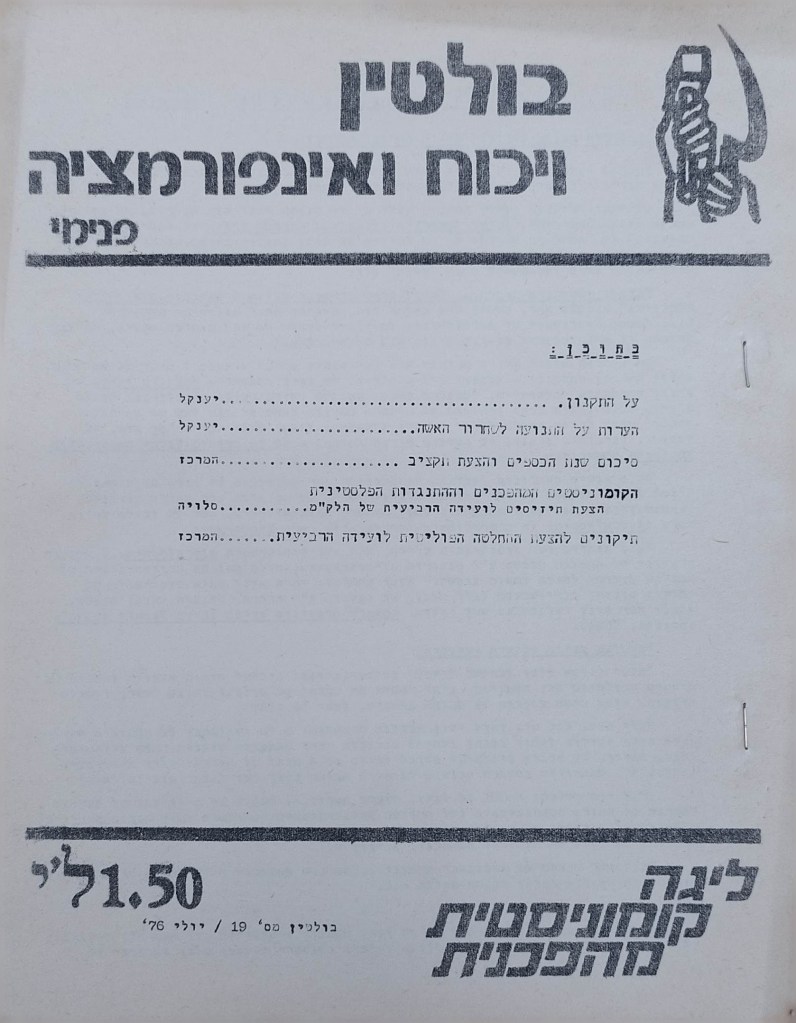 בולטין
ויכוח ואינפורמציה
פנימי
בתוכן:
על התקנון. ......................................יענקל
הערות על התנועה לשחרור האשה........................יענקל
סיכום שנת הכספים והצעת תקציב ......................המרכז
הקומוניסטים המהפכנים וההתנגדות הפלסטינית
הצעת תיזיסים לועידה הרביעית של הלק"מ...........סלויה
תיקונים להצעת ההחלטה הפוליטית לועידה הרביעית.......המרכז
1.50 ל"י
בולטין מס' 19 / יולי 76'
ליגה
קומוניסטית
מהפכנית